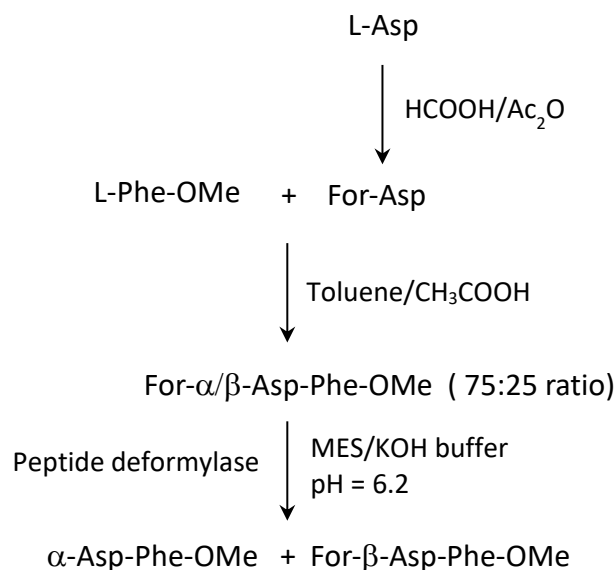 L-Asp
HCOOH/Ac₂O
L-Phe-OMe + For-Asp
Toluene/CH₃COOH
For-α/β-Asp-Phe-OMe ( 75:25 ratio)
Peptide deformylase
MES/KOH buffer
pH = 6.2
α-Asp-Phe-OMe + For-β-Asp-Phe-OMe